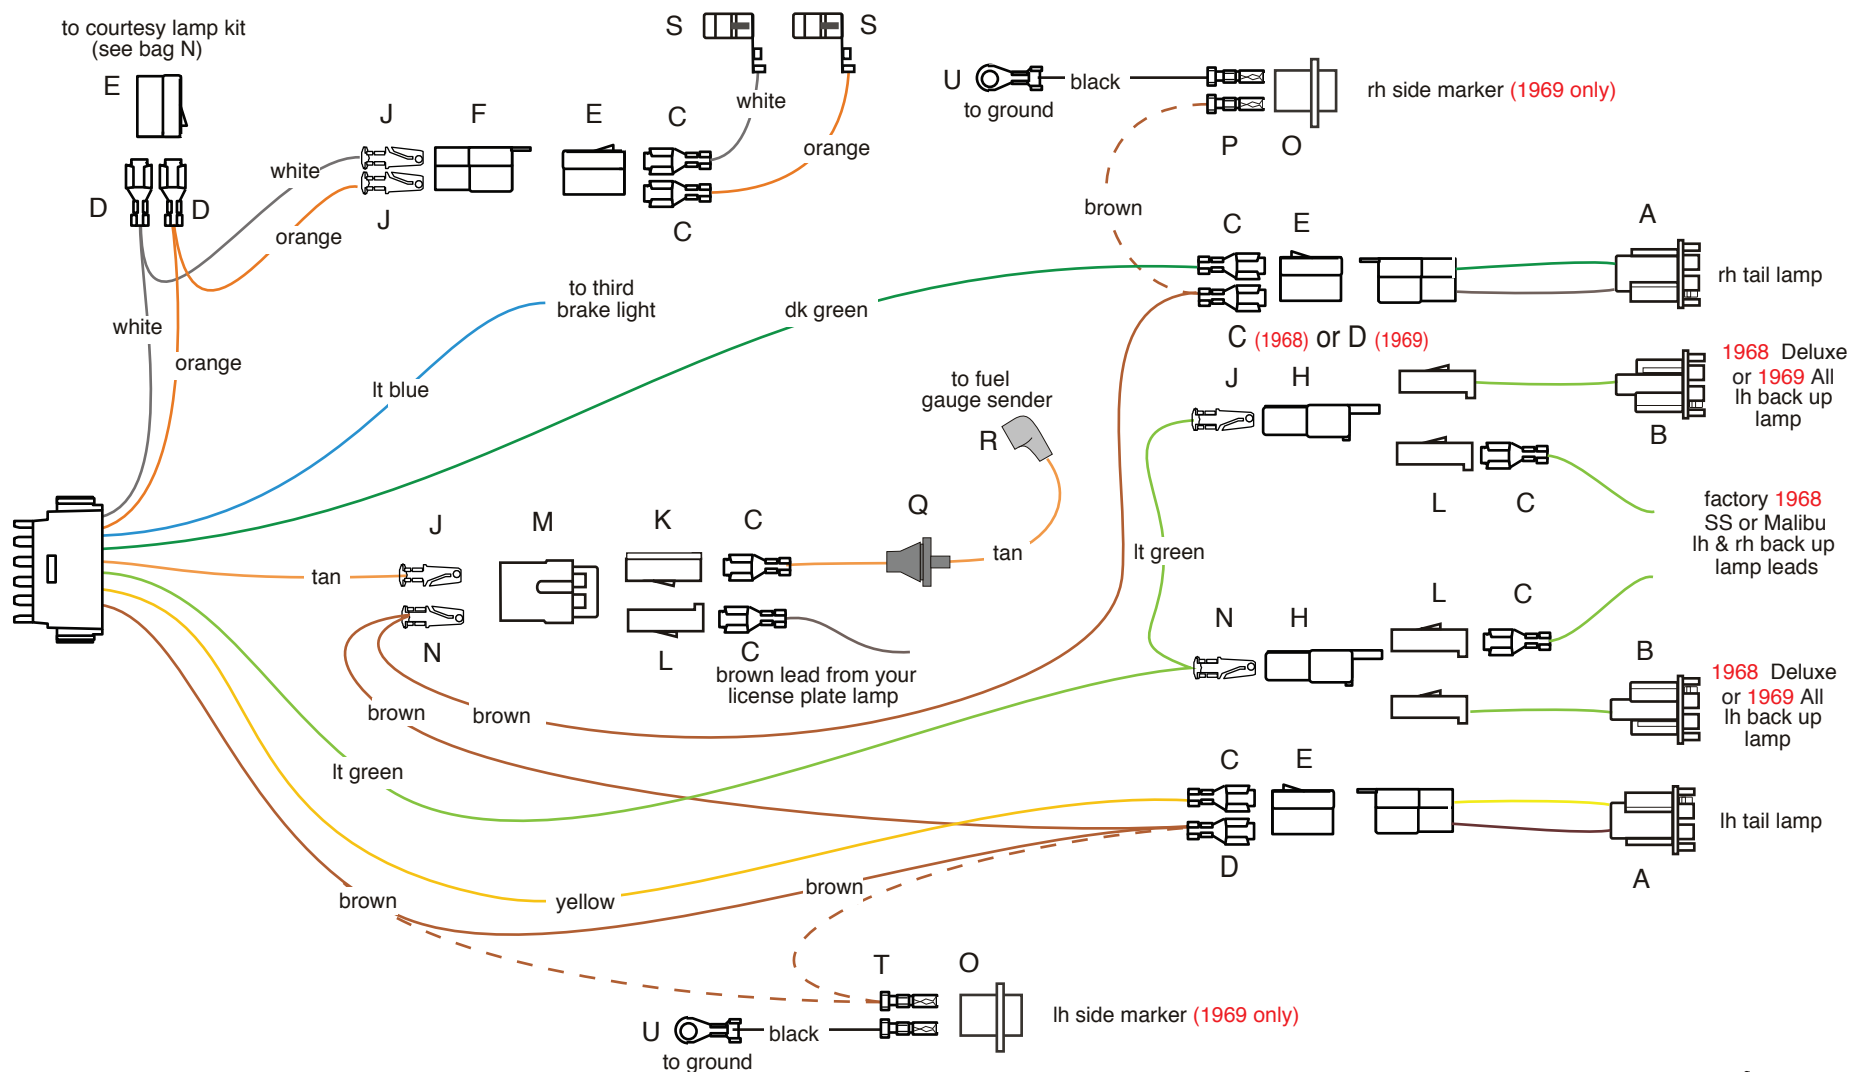 to courtesy lamp kit
(see bag N)
E
D
D
white
orange
white
orange
J
J
F
E
C
C
S
S
white
orange
U
to ground
black
P
O
rh side marker (1969 only)
brown
C
E
A
rh tail lamp
C (1968) or D (1969)
dk green
to third
brake light
lt blue
to fuel
gauge sender
R
J
H
1968 Deluxe
or 1969 All
lh back up
lamp
B
L
C
factory 1968
SS or Malibu
lh & rh back up
lamp leads
lt green
J
M
K
C
Q
tan
tan
N
L
C
brown lead from your
license plate lamp
N
H
L
C
B
1968 Deluxe
or 1969 All
lh back up
lamp
brown
brown
lt green
C
E
lh tail lamp
D
A
brown
yellow
brown
T
O
lh side marker (1969 only)
U
black
to ground